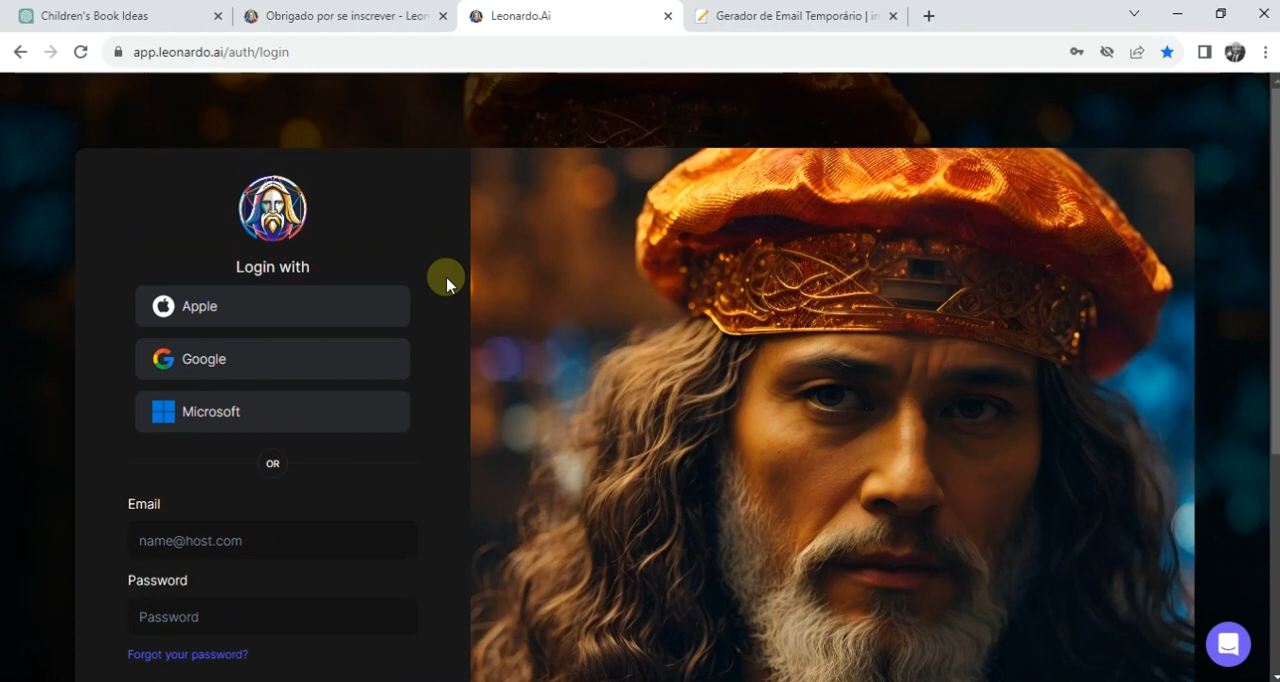 Children's Book Ideas
Obrigado por se inscrever - Leon
Leonardo.Ai
Gerador de Email Temporário | in
app.leonardo.ai/auth/login
Login with
Apple
Google
Microsoft
OR
Email
name@host.com
Password
Password
Forgot your password?